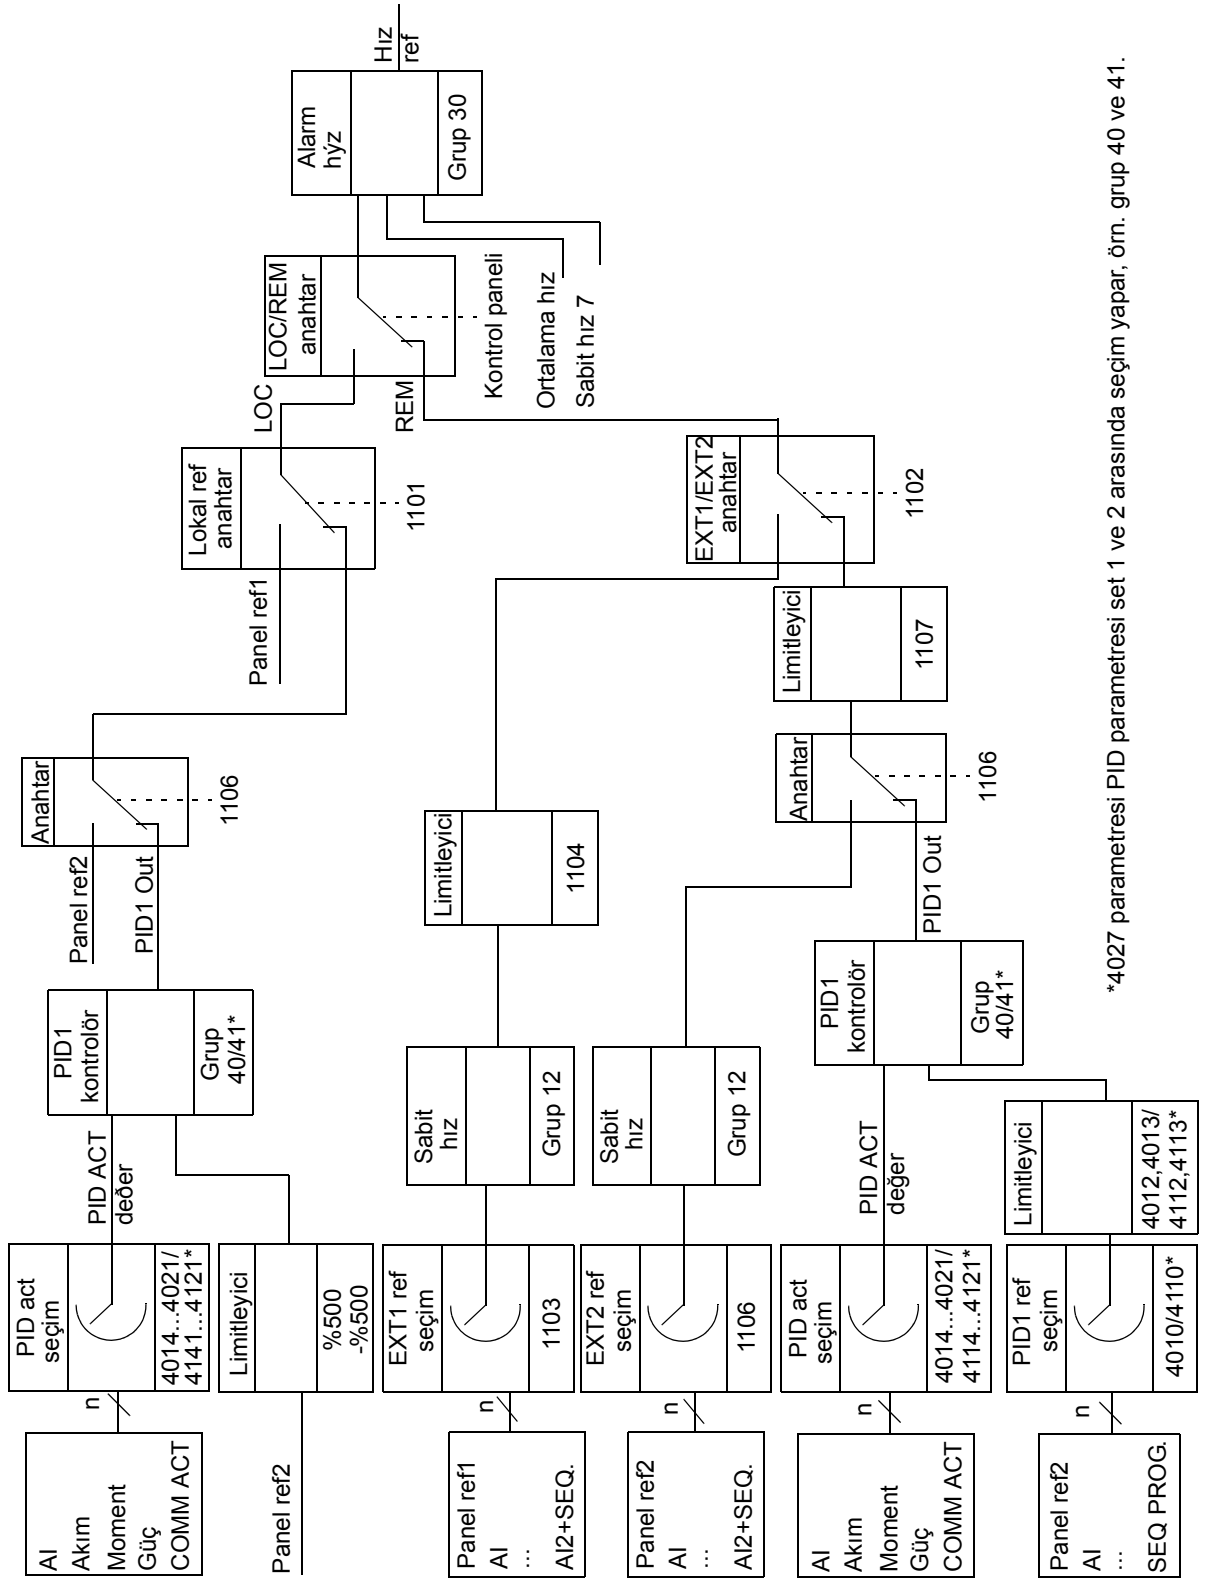 AI
Akım
Moment
Güç
COMM ACT
n
PID act
seçim
4014...4021/
4141...4121*
PID ACT
deðer
PID1
kontrolör
Grup
40/41*
Panel ref2
PID1 Out
Anahtar
1106
Panel ref2
Limitleyici
%500
-%500
Panel ref1
Lokal ref
anahtar
1101
LOC
REM
LOC/REM
anahtar
Kontrol paneli
Ortalama hız
Sabit hız 7
Alarm
hýz
Grup 30
Hız
ref
Panel ref1
AI
...
AI2+SEQ.
n
EXT1 ref
seçim
1103
Sabit
hız
Grup 12
Limitleyici
1104
EXT1/EXT2
anahtar
1102
Panel ref2
AI
...
AI2+SEQ.
n
EXT2 ref
seçim
1106
Sabit
hız
Grup 12
AI
Akım
Moment
Güç
COMM ACT
n
PID act
seçim
4014...4021/
4114...4121*
PID ACT
değer
PID1
kontrolör
Grup
40/41*
PID1 Out
Anahtar
1106
Limitleyici
1107
Panel ref2
AI
...
SEQ PROG.
n
PID1 ref
seçim
4010/4110*
Limitleyici
4012,4013/
4112,4113*
*4027 parametresi PID parametresi set 1 ve 2 arasında seçim yapar, örn. grup 40 ve 41.